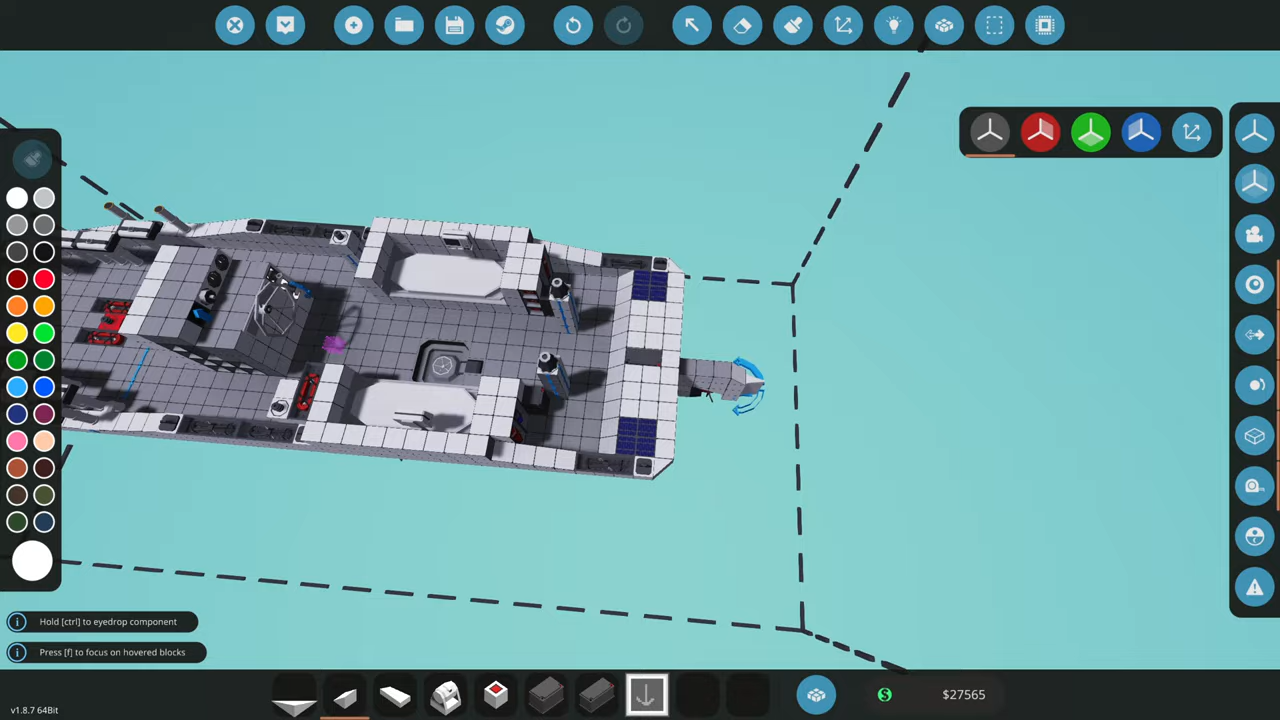 Hold [ctrl] to eyedrop component
Press [f] to focus on hovered blocks
v1.8.7 64Bit
$ $27565